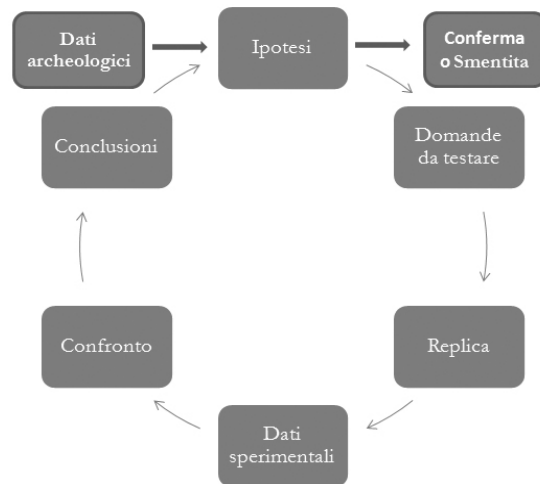 Dati
archeologici
Ipotesi
Conferma
o Smentita
Domande
da testare
Replica
Dati
sperimentali
Confronto
Conclusioni